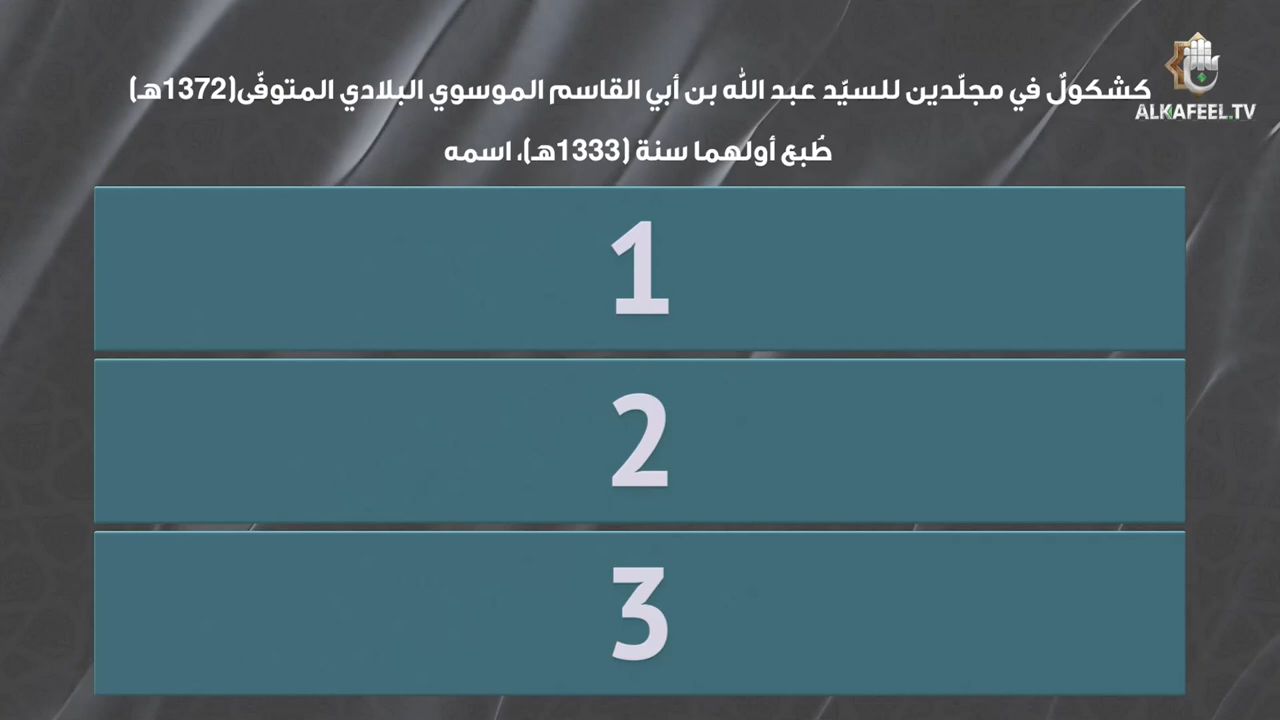 كشكولٌ في مجلّدين للسيّد عبد الله بن أبي القاسم الموسوي البلادي المتوفّى(1372هـ)
طُبع أولهما سنة (1333هـ)، اسمه
ALKAFEEL.TV
1
2
3